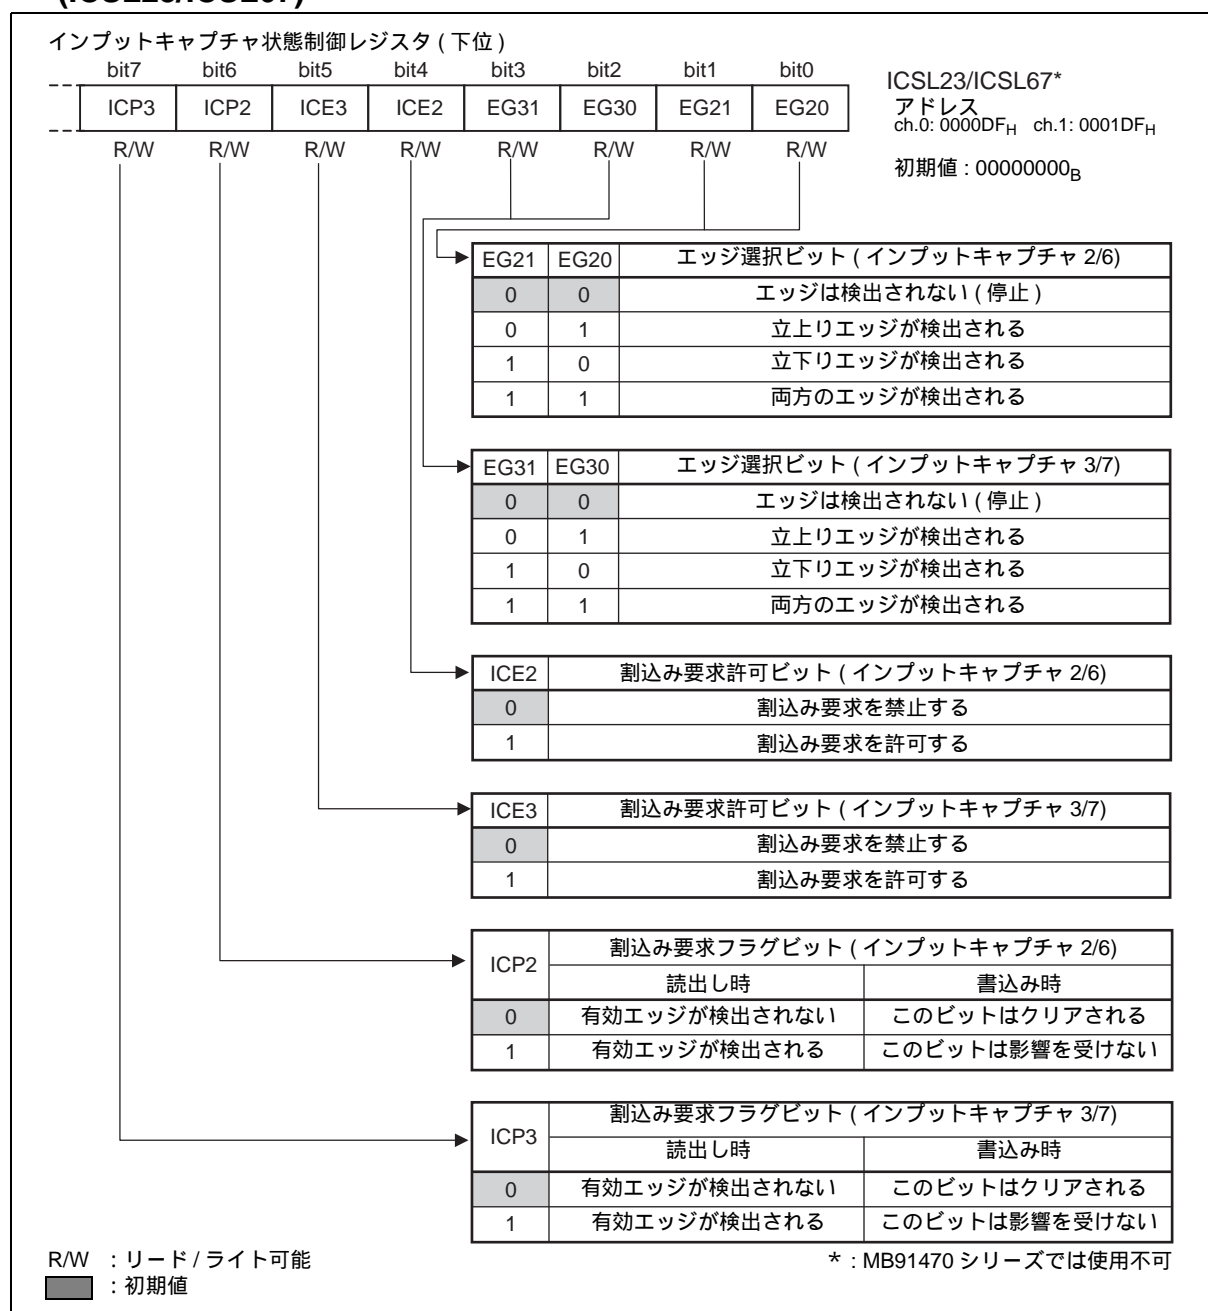 (ICSL23/ICSL67)
インプットキャプチャ状態制御レジスタ ( 下位 )
bit7 bit6 bit5 bit4 bit3 bit2 bit1 bit0
ICP3 ICP2 ICE3 ICE2 EG31 EG30 EG21 EG20
R/W R/W R/W R/W R/W R/W R/W R/W
ICSL23/ICSL67*
アドレス
ch.0: 0000DFH ch.1: 0001DFH
初期値 : 00000000B
EG21 EG20 エッジ選択ビット ( インプットキャプチャ 2/6)
0 0 エッジは検出されない ( 停止 )
0 1 立上りエッジが検出される
1 0 立下りエッジが検出される
1 1 両方のエッジが検出される
EG31 EG30 エッジ選択ビット ( インプットキャプチャ 3/7)
0 0 エッジは検出されない ( 停止 )
0 1 立上りエッジが検出される
1 0 立下りエッジが検出される
1 1 両方のエッジが検出される
ICE2 割込み要求許可ビット ( インプットキャプチャ 2/6)
0 割込み要求を禁止する
1 割込み要求を許可する
ICE3 割込み要求許可ビット ( インプットキャプチャ 3/7)
0 割込み要求を禁止する
1 割込み要求を許可する
ICP2 割込み要求フラグビット ( インプットキャプチャ 2/6)
読出し時 書込み時
0 有効エッジが検出されない このビットはクリアされる
1 有効エッジが検出される このビットは影響を受けない
ICP3 割込み要求フラグビット ( インプットキャプチャ 3/7)
読出し時 書込み時
0 有効エッジが検出されない このビットはクリアされる
1 有効エッジが検出される このビットは影響を受けない
R/W : リード / ライト可能
: 初期値
* : MB91470 シリーズでは使用不可